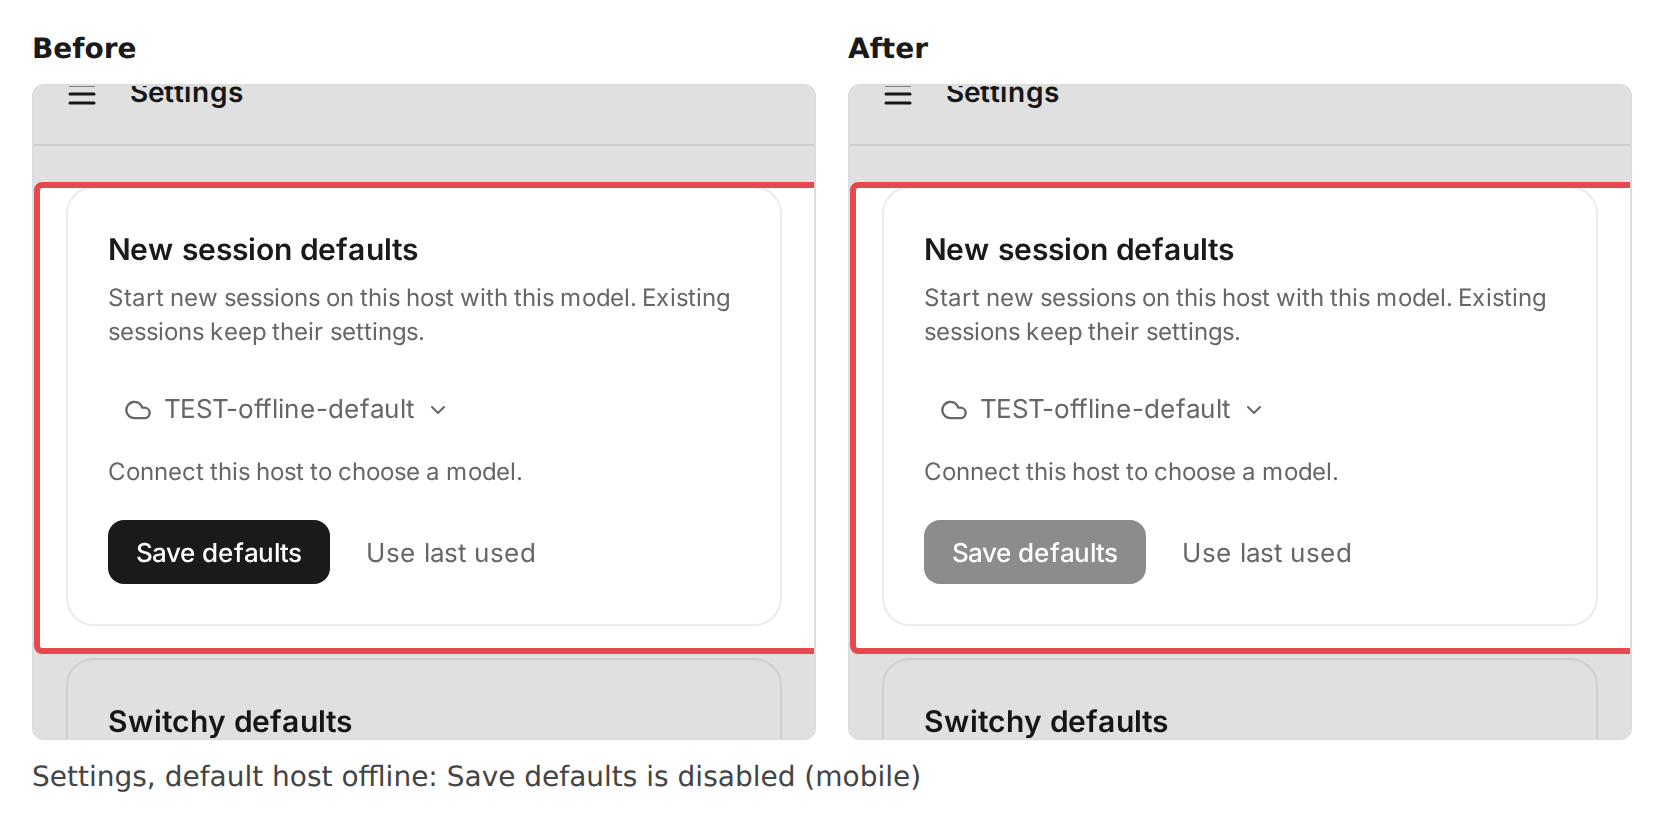 Before
Settings
New session defaults
Start new sessions on this host with this model. Existing
sessions keep their settings.
TEST-offline-default
Connect this host to choose a model.
Save defaults
Use last used
Switchy defaults
After
Settings
New session defaults
Start new sessions on this host with this model. Existing
sessions keep their settings.
TEST-offline-default
Connect this host to choose a model.
Save defaults
Use last used
Switchy defaults
Settings, default host offline: Save defaults is disabled (mobile)